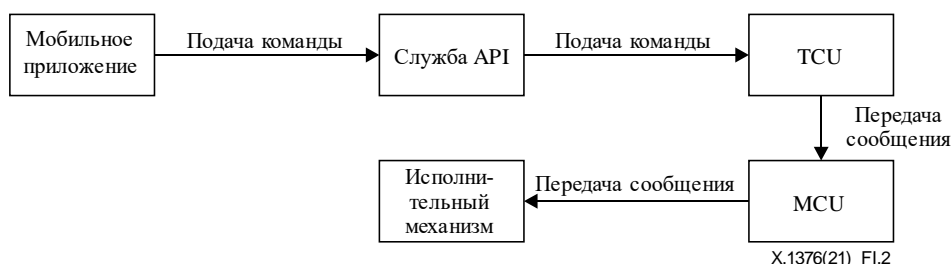 Мобильное
приложение
Подача команды
Служба API
Подача команды
TCU
Передача
сообщения
Исполни-
тельный
механизм
Передача сообщения
MCU
X.1376(21)_FI.2